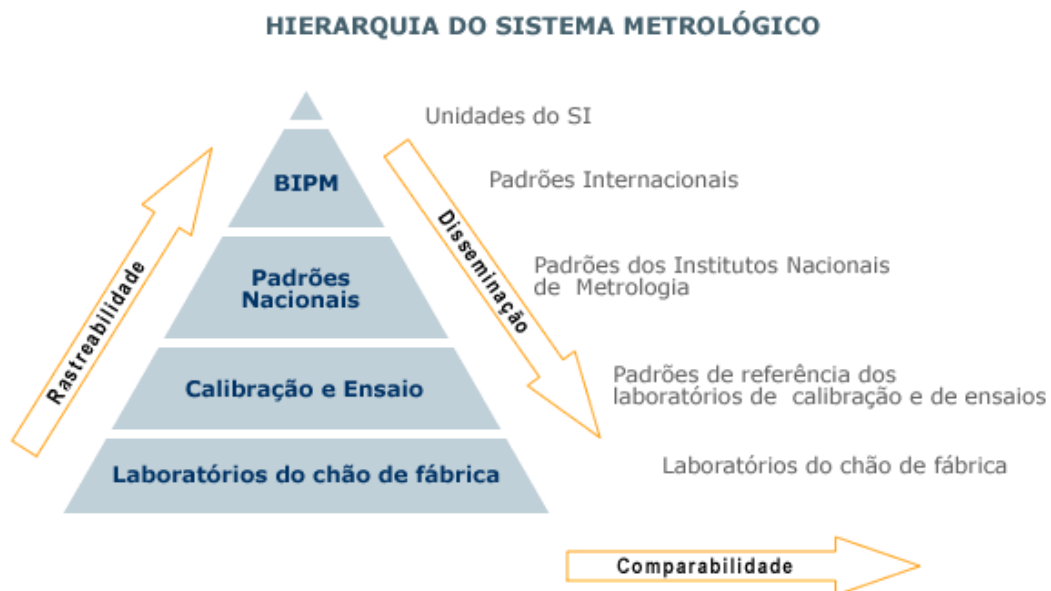 HIERARQUIA DO SISTEMA METROLÓGICO
Unidades do SI
BIPM
Padrões Internacionais
Rastreabilidade
Disseminação
Padrões
Nacionais
Padrões dos Institutos Nacionais
de Metrologia
Calibração e Ensaio
Padrões de referência dos
laboratórios de calibração e de ensaios
Laboratórios do chão de fábrica
Laboratórios do chão de fábrica
Comparabilidade